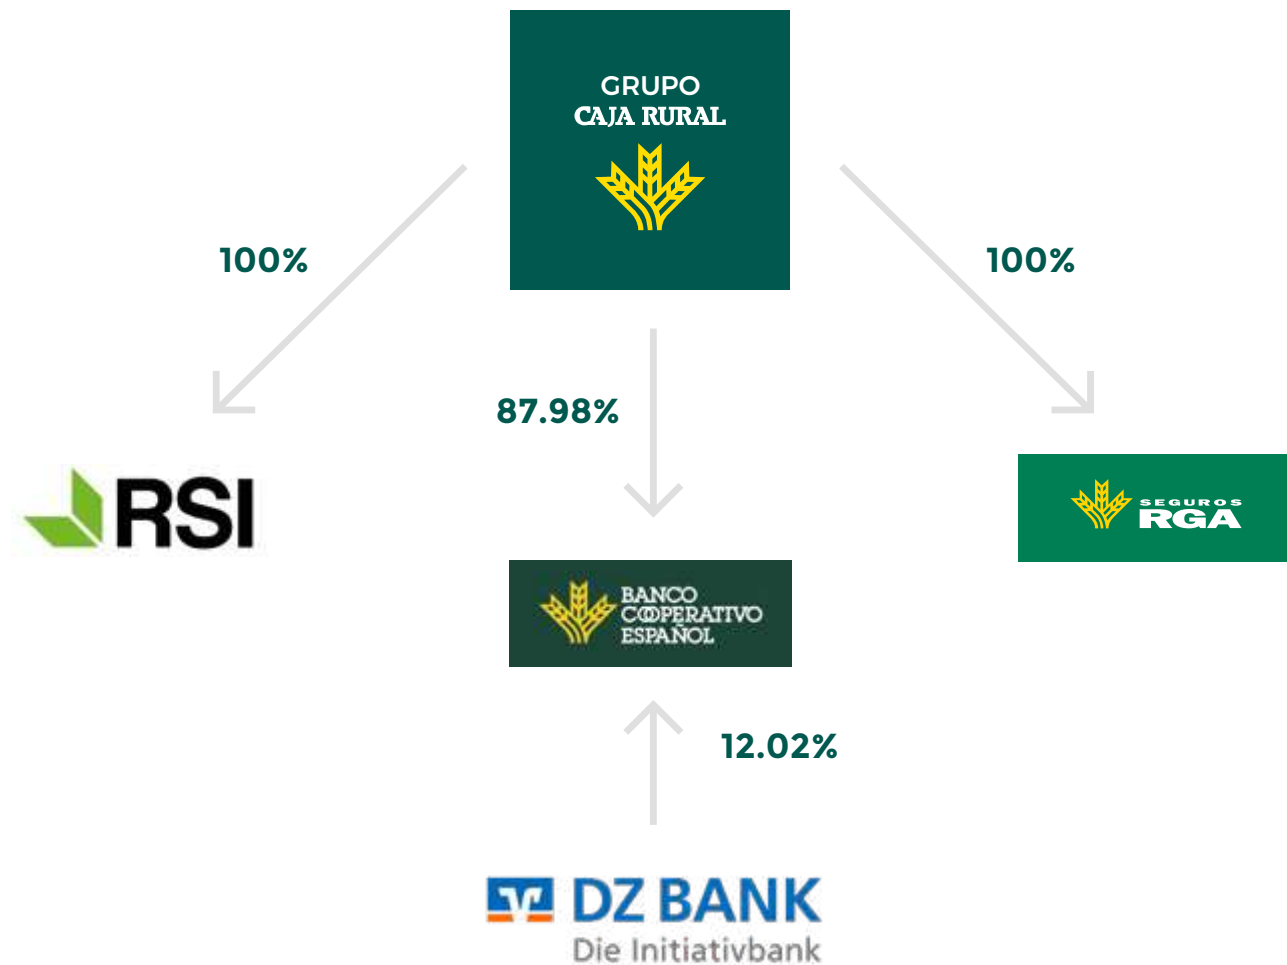 GRUPO
CAJA RURAL
100%
100%
87.98%
RSI
SEGUROS
RGA
BANCO
COOPERATIVO
ESPAÑOL
12.02%
DZ BANK
Die Initiativbank